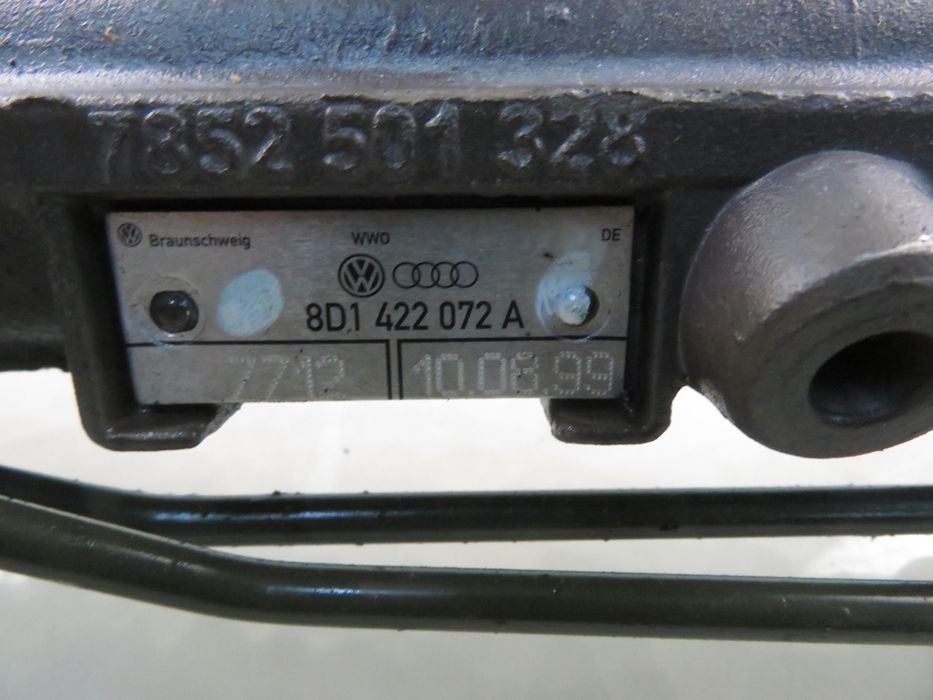 7852 501 328
Braunschweig WWO DE
8D1 422 072 A
7712 10.08.99